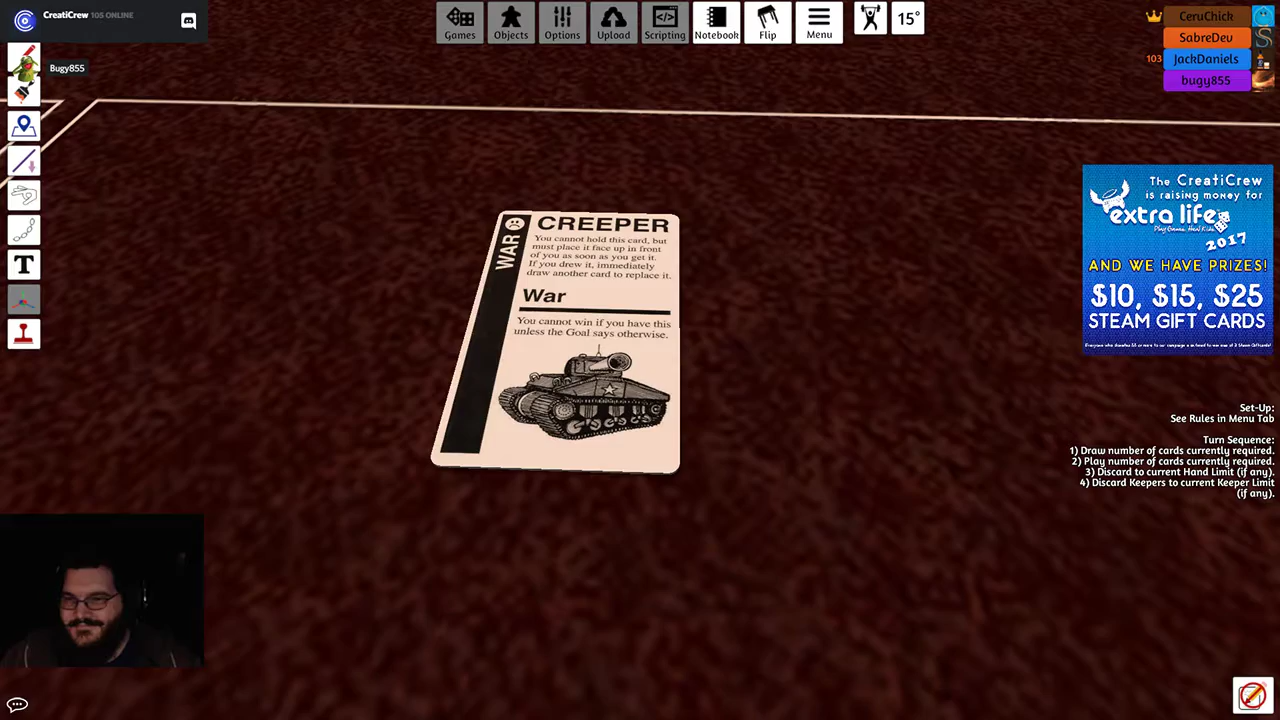 CreatiCrew 105 ONLINE
Bugy855
Games
Objects
Options
Upload
Scripting
Notebook
Flip
Menu
15°
CeruChick
SabreDev
103 JackDaniels
bugy855
T
WAR
CREEPER
You cannot hold this card, but
must place it face up in front
of you as soon as you get it.
If you drew it, immediately
draw another card to replace it.
War
You cannot win if you have this
unless the Goal says otherwise.
The CreatiCrew
is raising money for
extra life
Play Games. Heal Kids.
2017
AND WE HAVE PRIZES!
$10, $15, $25
STEAM GIFT CARDS
Set-Up:
See Rules in Menu Tab
Turn Sequence:
1) Draw number of cards currently required.
2) Play number of cards currently required.
3) Discard to current Hand Limit (if any).
4) Discard Keepers to current Keeper Limit
(if any).